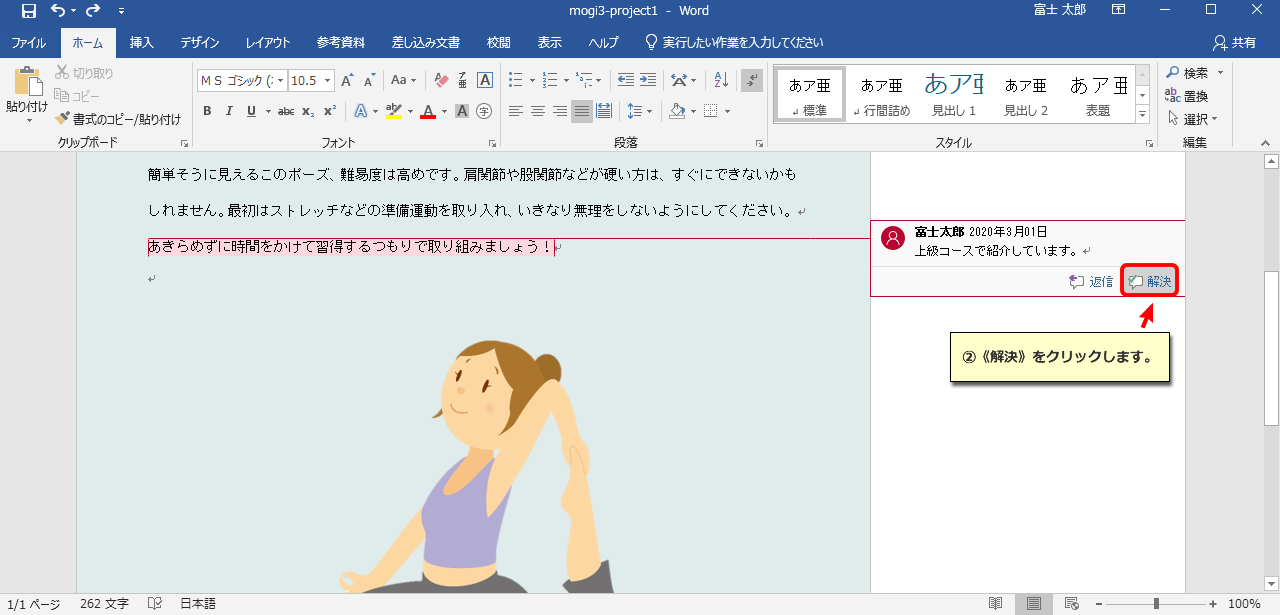 mogi3-project1 - Word
富士 太郎
ファイル ホーム 挿入 デザイン レイアウト 参考資料 差し込み文書 校閲 表示 ヘルプ 実行したい作業を入力してください 共有
貼り付け
切り取り
コピー
書式のコピー/貼り付け
クリップボード
ＭＳ ゴシック (: 10.5
B I U abc x₂ x²
フォント
段落
あア亜 標準
あア亜 行間詰め
あア亜 見出し 1
あア亜 見出し 2
あア亜 表題
スタイル
検索
置換
選択
編集
簡単そうに見えるこのポーズ、難易度は高めです。肩関節や股関節などが硬い方は、すぐにできないかも
しれません。最初はストレッチなどの準備運動を取り入れ、いきなり無理をしないようにしてください。
あきらめずに時間をかけて習得するつもりで取り組みましょう！
富士太郎 2020年3月01日
上級コースで紹介しています。
返信 解決
②《解決》をクリックします。
1/1 ページ 262 文字 日本語 100%